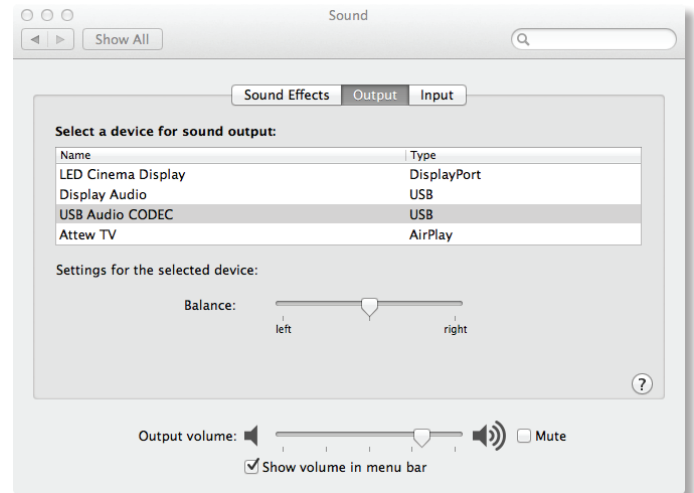 Sound
Show All
Sound Effects Output Input
Select a device for sound output:
Name Type
LED Cinema Display DisplayPort
Display Audio USB
USB Audio CODEC USB
Attew TV AirPlay
Settings for the selected device:
Balance:
left right
?
Output volume: Mute
Show volume in menu bar